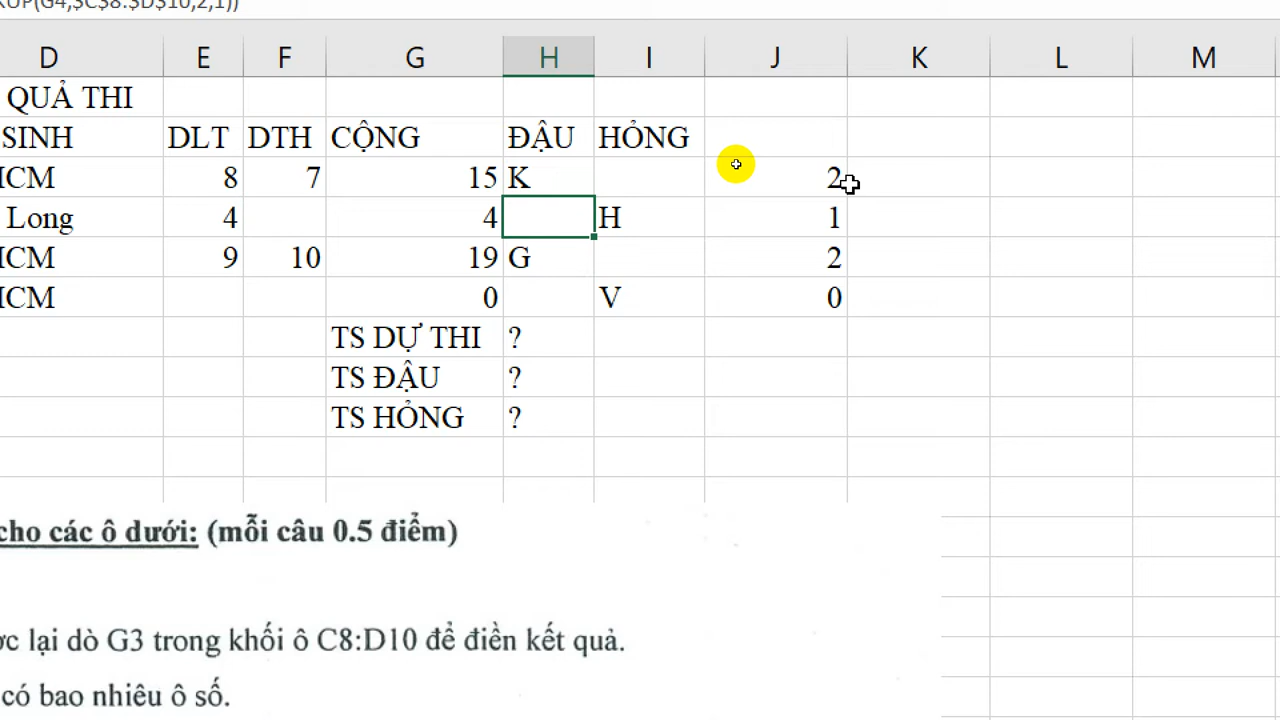 KUP(G4,$C$8:$D$10,2,1))
D E F G H I J K L M
QUẢ THI
SINH DLT DTH CỘNG ĐẬU HỎNG
ICM 8 7 15 K 2
Long 4 4 H 1
ICM 9 10 19 G 2
ICM 0 V 0
TS DỰ THI ?
TS ĐẬU ?
TS HỎNG ?
cho các ô dưới: (mỗi câu 0.5 điểm)
ợc lại dò G3 trong khối ô C8:D10 để điền kết quả.
có bao nhiêu ô số.